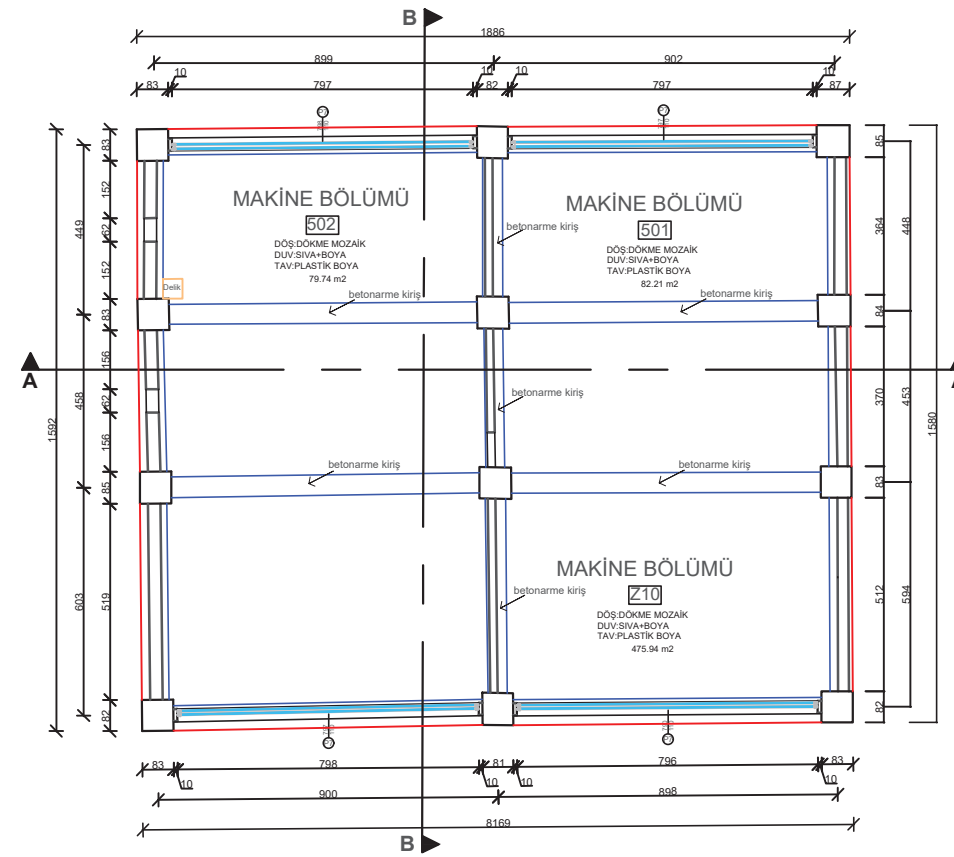 B
1886
899
902
10
10
10
10
83
797
82
797
87
83
152
62
152
83
156
62
156
85
519
82
449
458
603
1592
85
364
84
370
83
512
82
448
453
594
1580
MAKİNE BÖLÜMÜ
502
DÖŞ:DÖKME MOZAİK
DUV:SIVA+BOYA
TAV:PLASTİK BOYA
79.74 m2
MAKİNE BÖLÜMÜ
501
DÖŞ:DÖKME MOZAİK
DUV:SIVA+BOYA
TAV:PLASTİK BOYA
82.21 m2
betonarme kiriş
Delik
betonarme kiriş
betonarme kiriş
A
betonarme kiriş
betonarme kiriş
betonarme kiriş
MAKİNE BÖLÜMÜ
Z10
DÖŞ:DÖKME MOZAİK
DUV:SIVA+BOYA
TAV:PLASTİK BOYA
475.94 m2
betonarme kiriş
83
798
81
796
83
10
10
10
10
900
898
8169
B